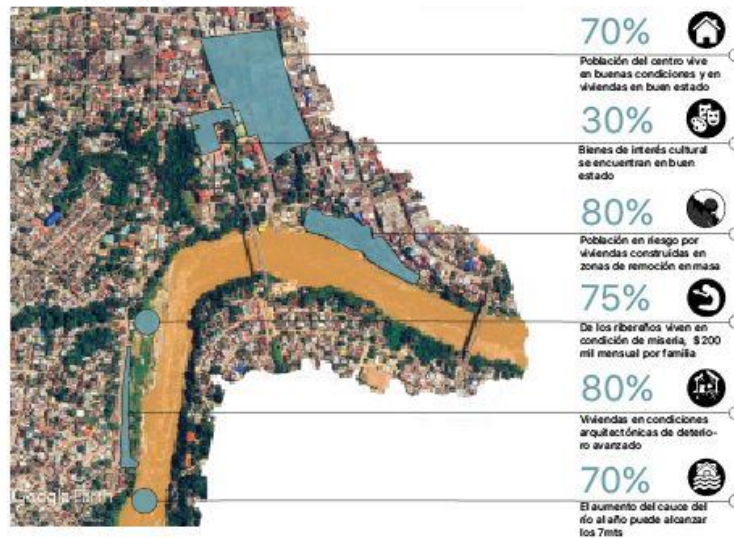 70%
Población del centro vive
en buenas condiciones y en
viviendas en buen estado
30%
Bienes de interés cultural
se encuentran en buen
estado
80%
Población en riesgo por
viviendas construidas en
zonas de remoción en masa
75%
De los ribereños viven en
condición de miseria, $200
mil mensual por familia
80%
Viviendas en condiciones
arquitectónicas de deterio-
ro avanzado
70%
El aumento del cauce del
río al año puede alcanzar
los 7mts
Google Earth